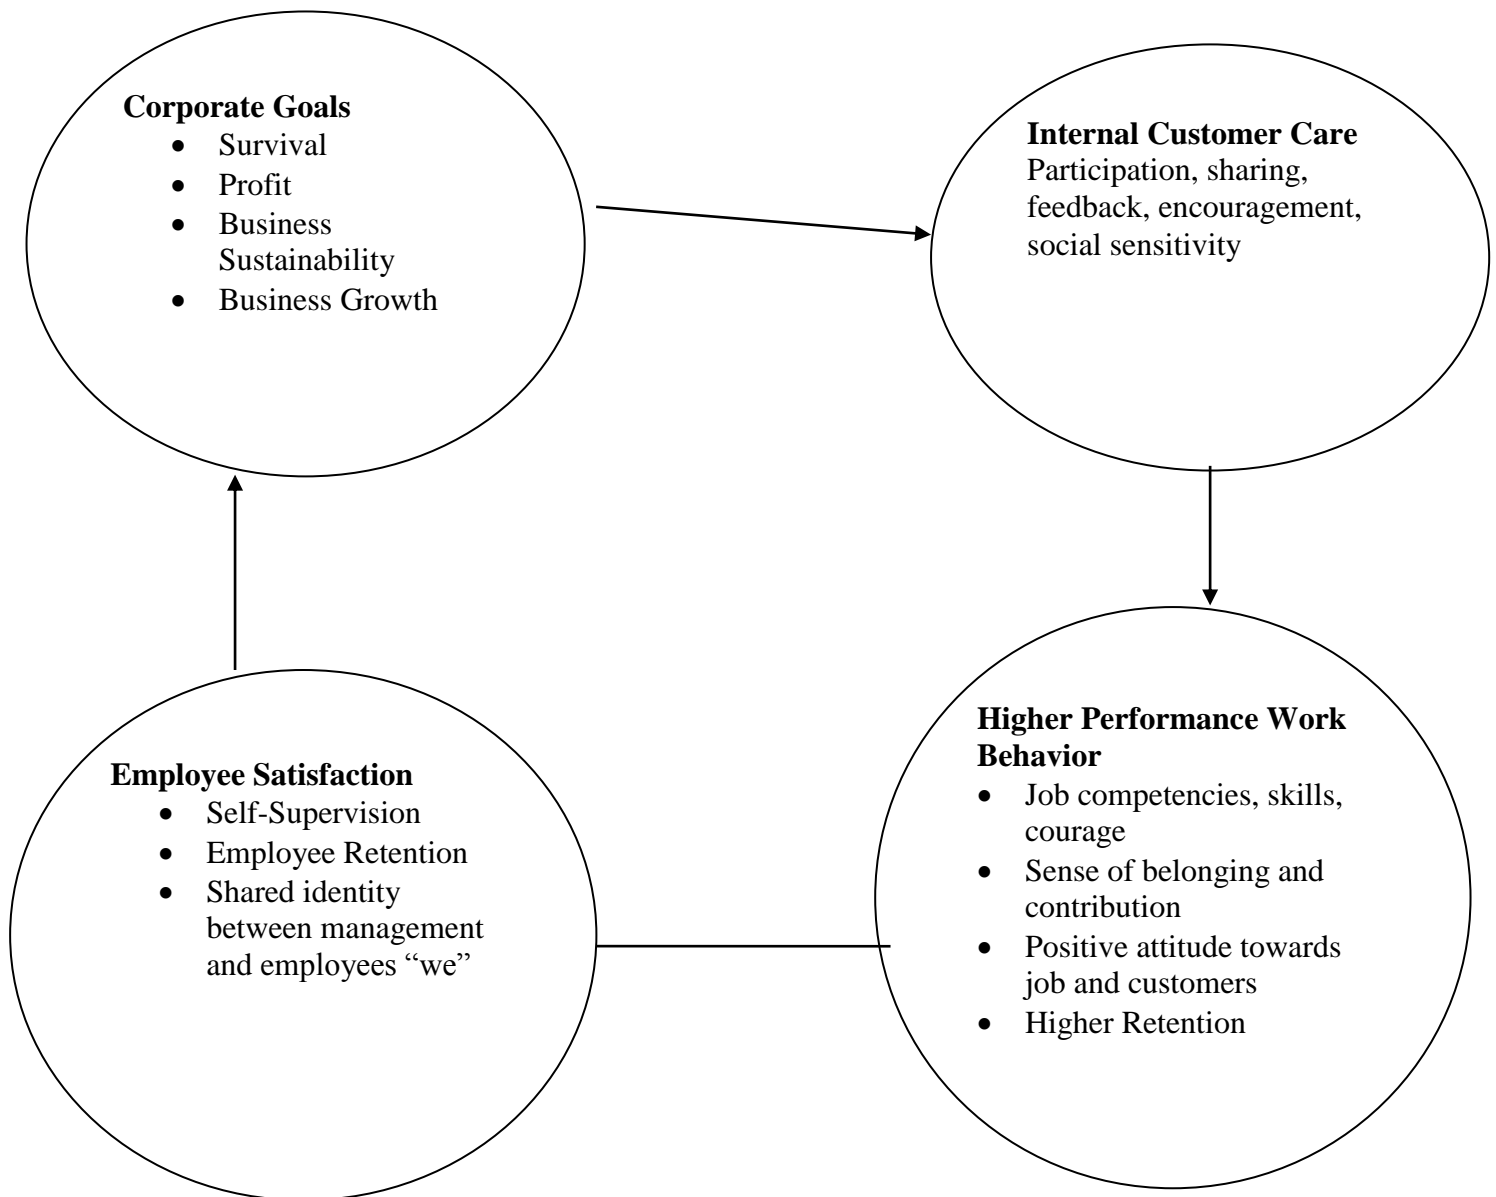 Corporate Goals
• Survival
• Profit
• Business
Sustainability
• Business Growth
Internal Customer Care
Participation, sharing,
feedback, encouragement,
social sensitivity
Employee Satisfaction
• Self-Supervision
• Employee Retention
• Shared identity
between management
and employees “we”
Higher Performance Work
Behavior
• Job competencies, skills,
courage
• Sense of belonging and
contribution
• Positive attitude towards
job and customers
• Higher Retention